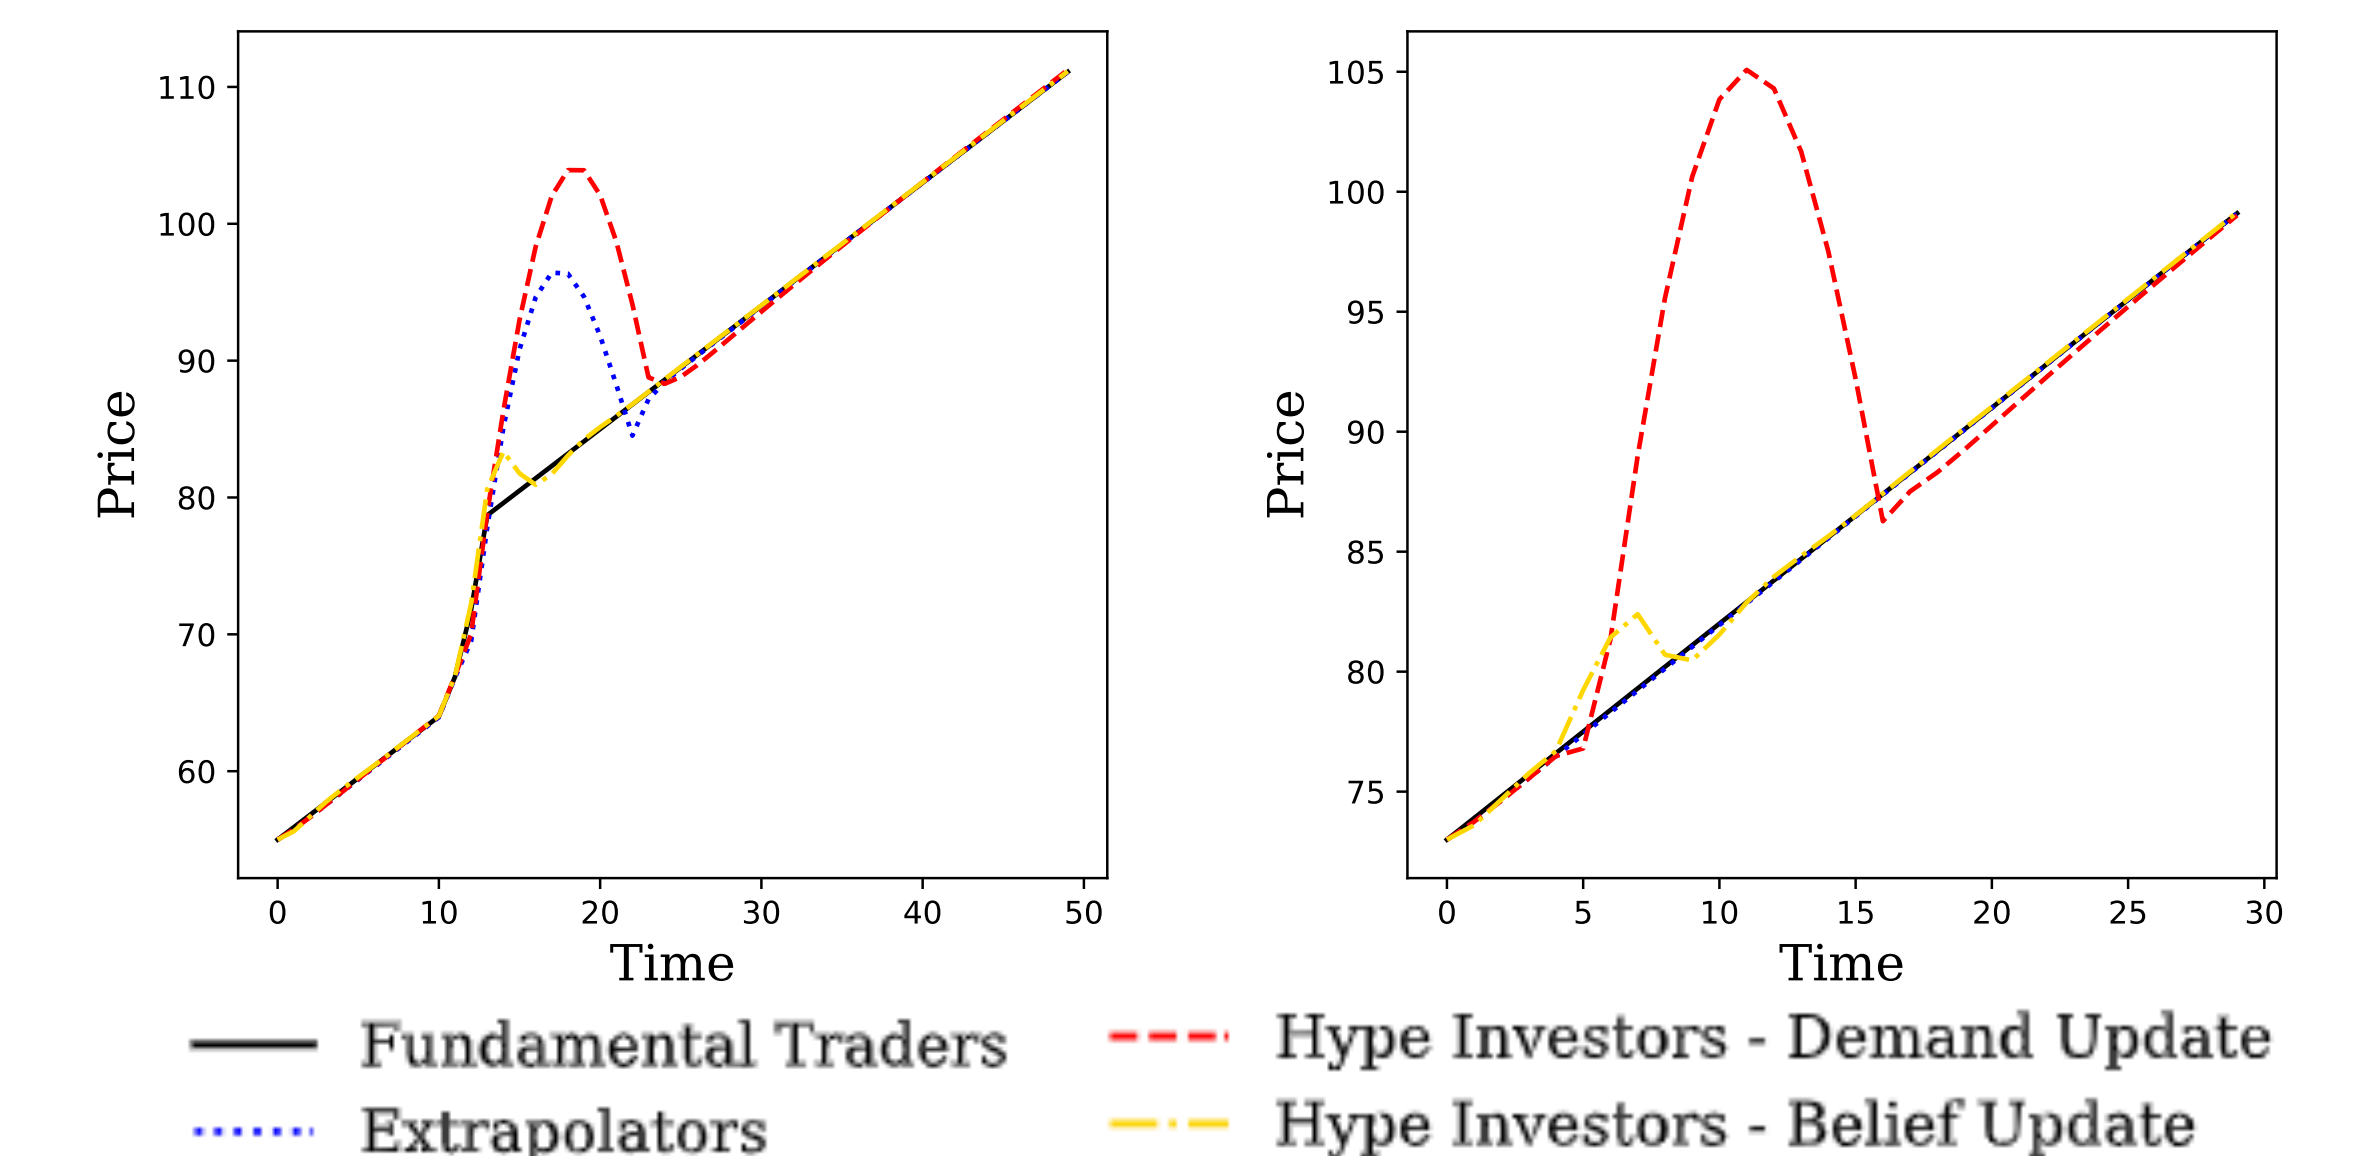 110
100
90
80
70
60
Price
0 10 20 30 40 50
Time
105
100
95
90
85
80
75
Price
0 5 10 15 20 25 30
Time
Fundamental Traders
Extrapolators
Hype Investors - Demand Update
Hype Investors - Belief Update